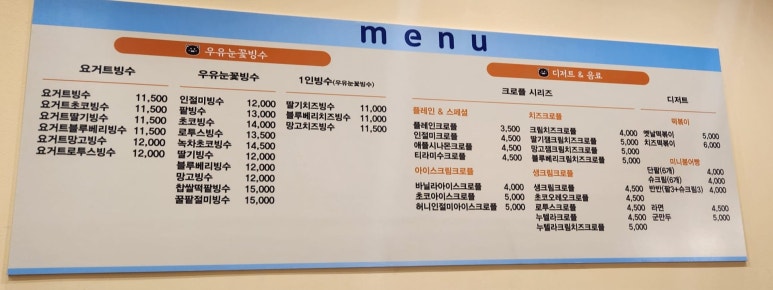 menu
우유눈꽃빙수
요거트빙수
요거트빙수 11,500
요거트초코빙수 11,500
요거트딸기빙수 11,500
요거트블루베리빙수 11,500
요거트망고빙수 12,000
요거트로투스빙수 12,000
우유눈꽃빙수
인절미빙수 12,000
팥빙수 13,000
초코빙수 14,000
로투스빙수 13,500
녹차초코빙수 14,500
딸기빙수 12,000
블루베리빙수 12,000
망고빙수 12,000
찹쌀떡팥빙수 15,000
꿀팥절미빙수 15,000
1인빙수(우유눈꽃빙수)
딸기치즈빙수 11,000
블루베리치즈빙수 11,000
망고치즈빙수 11,500
디저트 & 음료
크로플 시리즈
플레인 & 스페셜
플레인크로플 3,500
인절미크로플 4,500
애플시나몬크로플 4,500
티라미수크로플 4,500
아이스크림크로플
바닐라아이스크로플 4,000
초코아이스크로플 5,000
허니인절미아이스크로플 5,000
치즈크로플
크림치즈크로플 4,000
딸기잼크림치즈크로플 5,000
망고잼크림치즈크로플 5,000
블루베리크림치즈크로플 5,000
생크림크로플
생크림크로플 4,500
초코오레오크로플 4,500
로투스크로플 4,500
누텔라크로플 4,500
누텔라크림치즈크로플 5,000
디저트
떡볶이
옛날떡볶이 5,000
치즈떡볶이 6,000
미니붕어빵
단팥(6개) 4,000
슈크림(6개) 4,000
반반(팥3+슈크림3) 4,000
라면 4,500
군만두 5,000